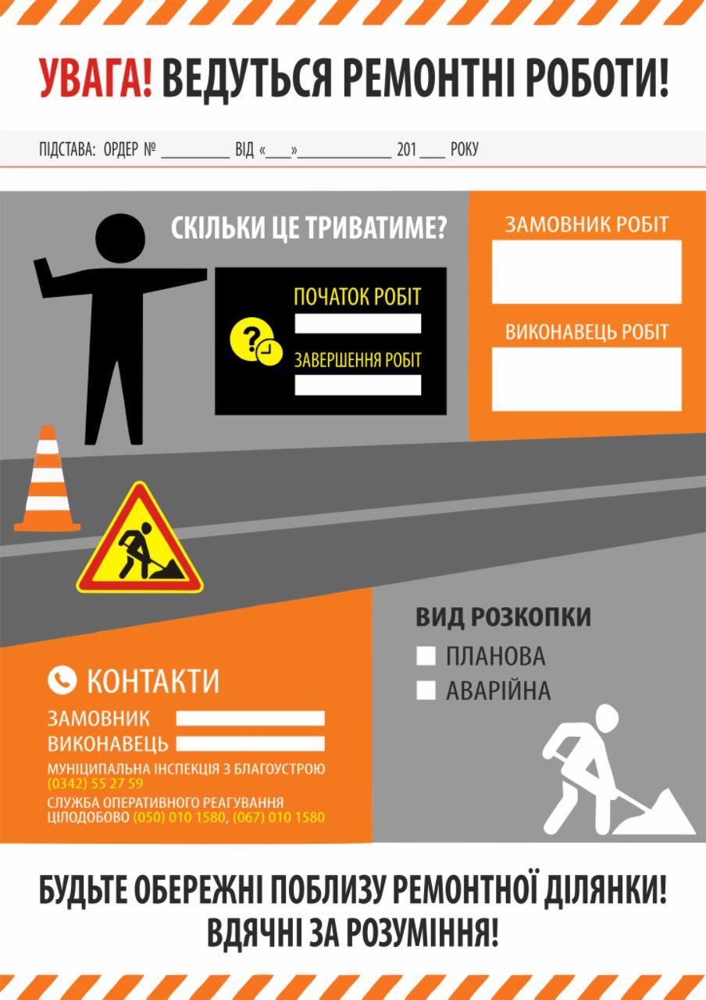 УВАГА! ВЕДУТЬСЯ РЕМОНТНІ РОБОТИ!
ПІДСТАВА: ОРДЕР № _________ ВІД «___»____________ 201 ___ РОКУ
СКІЛЬКИ ЦЕ ТРИВАТИМЕ?
ПОЧАТОК РОБІТ
?
ЗАВЕРШЕННЯ РОБІТ
ЗАМОВНИК РОБІТ
ВИКОНАВЕЦЬ РОБІТ
КОНТАКТИ
ЗАМОВНИК
ВИКОНАВЕЦЬ
МУНІЦИПАЛЬНА ІНСПЕКЦІЯ З БЛАГОУСТРОЮ
(0342) 55 27 59
СЛУЖБА ОПЕРАТИВНОГО РЕАГУВАННЯ
ЦІЛОДОБОВО (050) 010 1580, (067) 010 1580
ВИД РОЗКОПКИ
ПЛАНОВА
АВАРІЙНА
БУДЬТЕ ОБЕРЕЖНІ ПОБЛИЗУ РЕМОНТНОЇ ДІЛЯНКИ!
ВДЯЧНІ ЗА РОЗУМІННЯ!